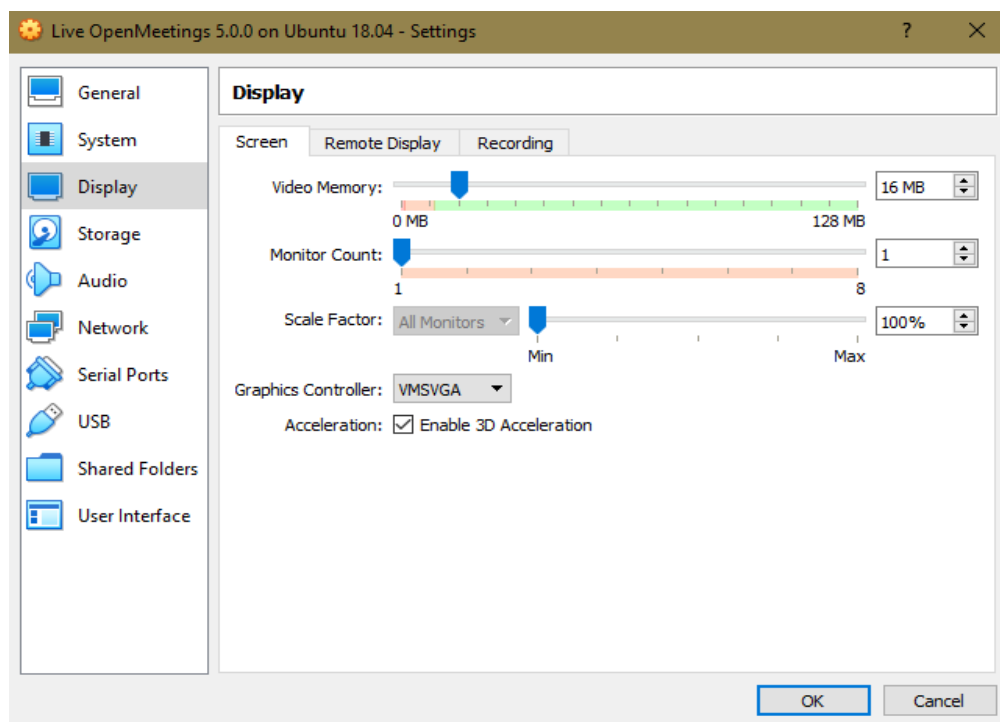 Live OpenMeetings 5.0.0 on Ubuntu 18.04 - Settings ?
General
System
Display
Storage
Audio
Network
Serial Ports
USB
Shared Folders
User Interface
Display
Screen Remote Display Recording
Video Memory: 16 MB
0 MB 128 MB
Monitor Count: 1
1 8
Scale Factor: All Monitors 100%
Min Max
Graphics Controller: VMSVGA
Acceleration: Enable 3D Acceleration
OK Cancel